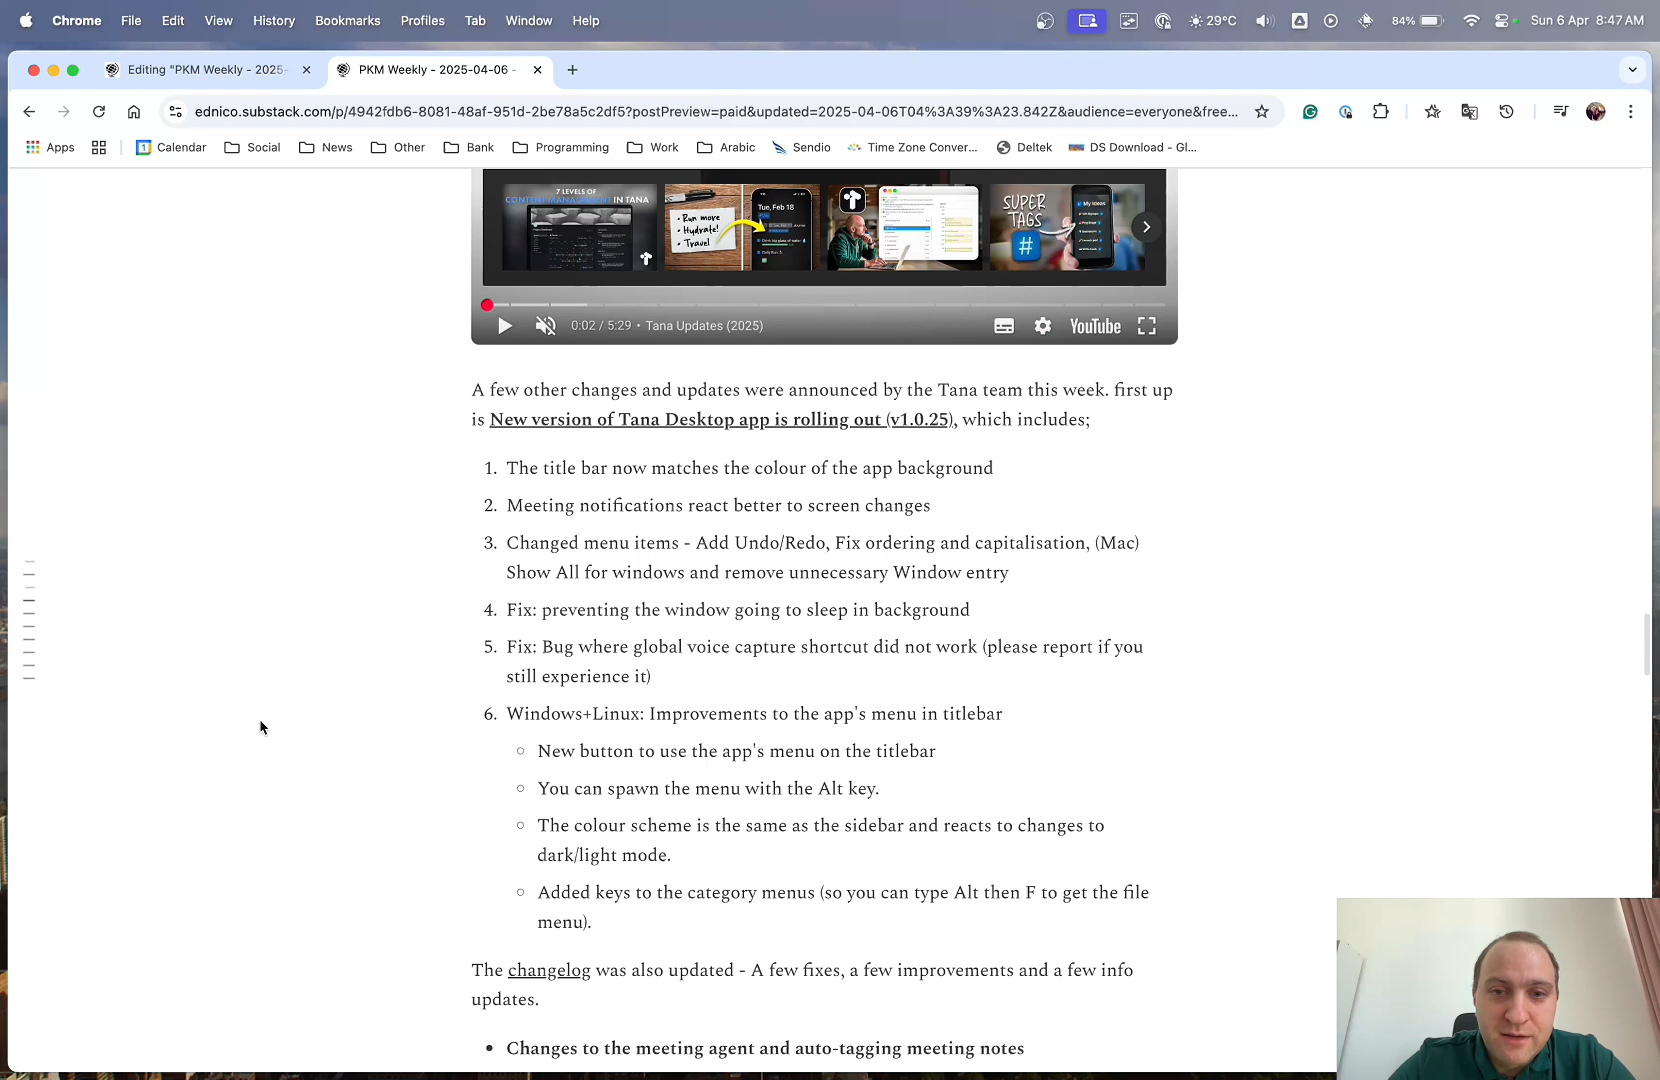 Chrome File Edit View History Bookmarks Profiles Tab Window Help 29°C 84% Sun 6 Apr 8:47 AM
Editing "PKM Weekly - 2025- PKM Weekly - 2025-04-06 -
ednico.substack.com/p/4942fdb6-8081-48af-951d-2be78a5c2df5?postPreview=paid&updated=2025-04-06T04%3A39%3A23.842Z&audience=everyone&free...
Apps Calendar Social News Other Bank Programming Work Arabic Sendio Time Zone Conver... Deltek DS Download - Gl...
7 LEVELS OF
CONTENT MANAGEMENT IN TANA
• Run more
• Hydrate!
• Travel
Tue, Feb 18
SUPER
TAGS
#
My Ideas
0:02 / 5:29 • Tana Updates (2025) YouTube
A few other changes and updates were announced by the Tana team this week. first up
is New version of Tana Desktop app is rolling out (v1.0.25), which includes;
1. The title bar now matches the colour of the app background
2. Meeting notifications react better to screen changes
3. Changed menu items - Add Undo/Redo, Fix ordering and capitalisation, (Mac)
Show All for windows and remove unnecessary Window entry
4. Fix: preventing the window going to sleep in background
5. Fix: Bug where global voice capture shortcut did not work (please report if you
still experience it)
6. Windows+Linux: Improvements to the app's menu in titlebar
○ New button to use the app's menu on the titlebar
○ You can spawn the menu with the Alt key.
○ The colour scheme is the same as the sidebar and reacts to changes to
dark/light mode.
○ Added keys to the category menus (so you can type Alt then F to get the file
menu).
The changelog was also updated - A few fixes, a few improvements and a few info
updates.
• Changes to the meeting agent and auto-tagging meeting notes